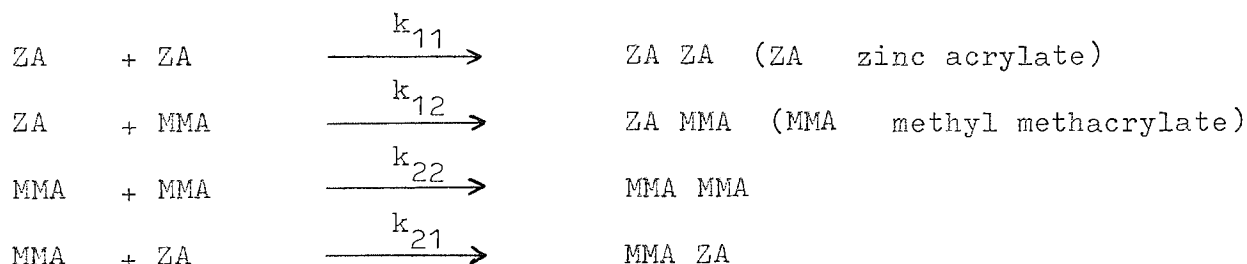 ZA + ZA k11 → ZA ZA (ZA zinc acrylate)
ZA + MMA k12 → ZA MMA (MMA methyl methacrylate)
MMA + MMA k22 → MMA MMA
MMA + ZA k21 → MMA ZA